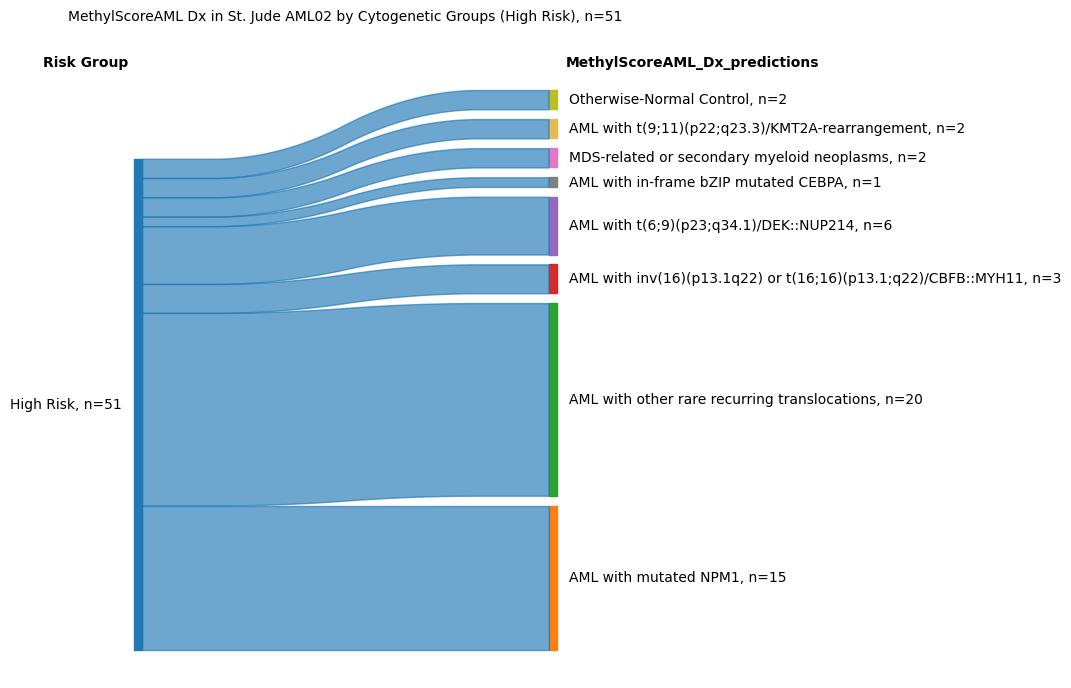 MethylScoreAML Dx in St. Jude AML02 by Cytogenetic Groups (High Risk), n=51
Risk Group
MethylScoreAML_Dx_predictions
Otherwise-Normal Control, n=2
AML with t(9;11)(p22;q23.3)/KMT2A-rearrangement, n=2
MDS-related or secondary myeloid neoplasms, n=2
AML with in-frame bZIP mutated CEBPA, n=1
AML with t(6;9)(p23;q34.1)/DEK::NUP214, n=6
AML with inv(16)(p13.1q22) or t(16;16)(p13.1;q22)/CBFB::MYH11, n=3
High Risk, n=51
AML with other rare recurring translocations, n=20
AML with mutated NPM1, n=15